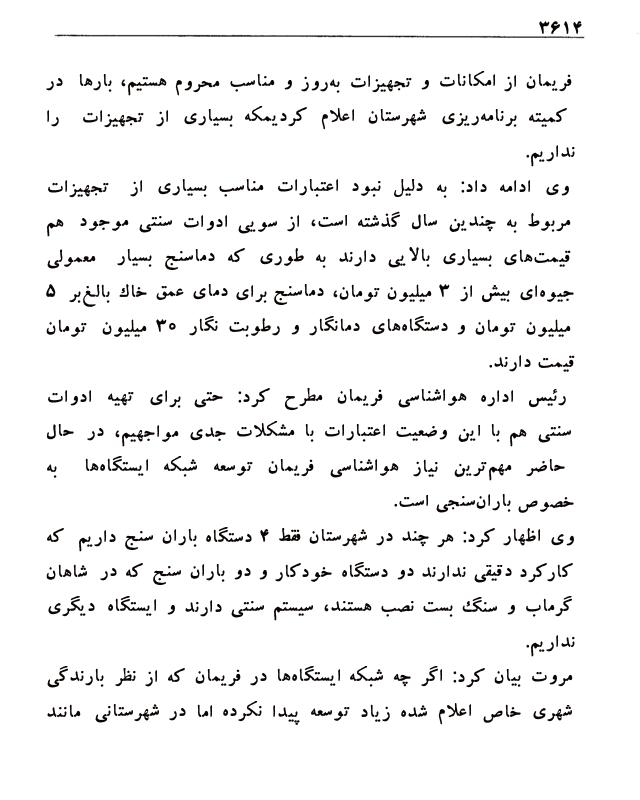 ۳۶۱۴
فریمان از امکانات و تجهیزات به‌روز و مناسب محروم هستیم، بارها در
کمیته برنامه‌ریزی شهرستان اعلام کردیمکه بسیاری از تجهیزات را
نداریم.
وی ادامه داد: به دلیل نبود اعتبارات مناسب بسیاری از تجهیزات
مربوط به چندین سال گذشته است، از سویی ادوات سنتی موجود هم
قیمت‌های بسیاری بالایی دارند به طوری که دماسنج بسیار معمولی
جیوه‌ای بیش از ۳ میلیون تومان، دماسنج برای دمای عمق خاك بالغ‌بر ۵
میلیون تومان و دستگاه‌های دمانگار و رطوبت نگار ۳۰ میلیون تومان
قیمت دارند.
رئیس اداره هواشناسی فریمان مطرح کرد: حتی برای تهیه ادوات
سنتی هم با این وضعیت اعتبارات با مشکلات جدی مواجهیم، در حال
حاضر مهم‌ترین نیاز هواشناسی فریمان توسعه شبکه ایستگاه‌ها به
خصوص باران‌سنجی است.
وی اظهار کرد: هر چند در شهرستان فقط ۴ دستگاه باران سنج داریم که
کارکرد دقیقی ندارند دو دستگاه خودکار و دو باران سنج که در شاهان
گرماب و سنگ بست نصب هستند، سیستم سنتی دارند و ایستگاه دیگری
نداریم.
مروت بیان کرد: اگر چه شبکه ایستگاه‌ها در فریمان که از نظر بارندگی
شهری خاص اعلام شده زیاد توسعه پیدا نکرده اما در شهرستانی مانند